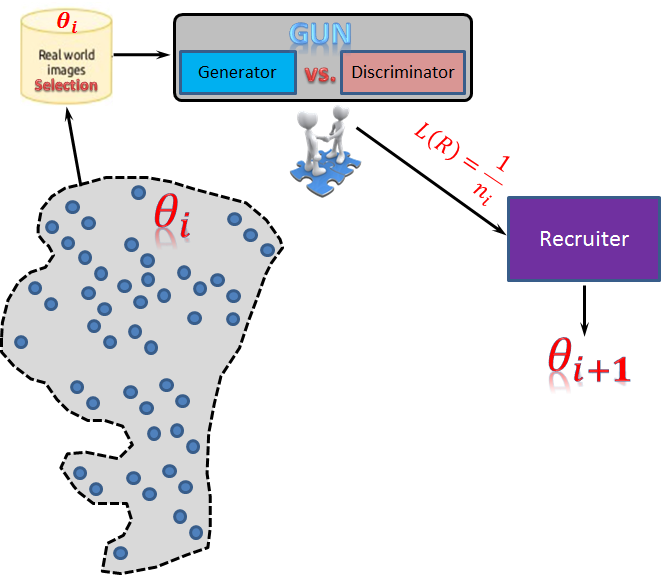 θᵢ
Real world
images
Selection
GUN
Generator
vs.
Discriminator
L(R) = 1/nᵢ
θᵢ
Recruiter
θᵢ₊₁